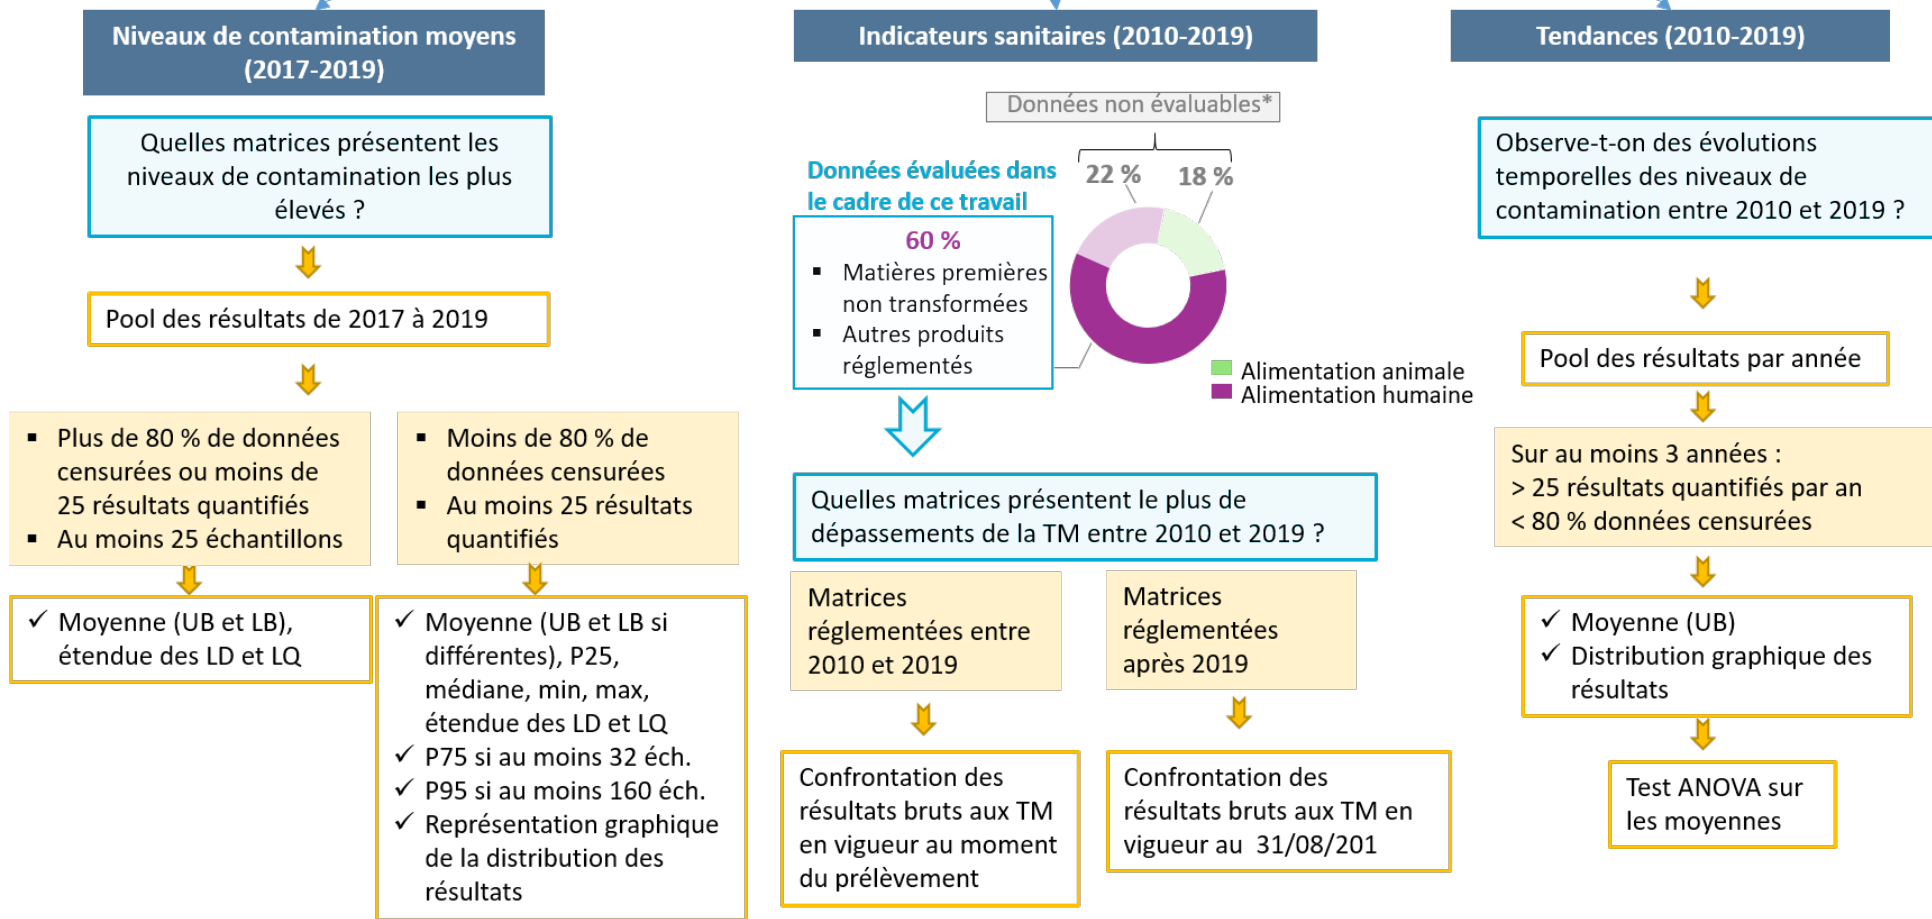 Niveaux de contamination moyens
(2017-2019)
Quelles matrices présentent les
niveaux de contamination les plus
élevés ?
Pool des résultats de 2017 à 2019
▪ Plus de 80 % de données
censurées ou moins de
25 résultats quantifiés
▪ Au moins 25 échantillons
✓ Moyenne (UB et LB),
étendue des LD et LQ
▪ Moins de 80 % de
données censurées
▪ Au moins 25 résultats
quantifiés
✓ Moyenne (UB et LB si
différentes), P25,
médiane, min, max,
étendue des LD et LQ
✓ P75 si au moins 32 éch.
✓ P95 si au moins 160 éch.
✓ Représentation graphique
de la distribution des
résultats
Indicateurs sanitaires (2010-2019)
Données non évaluables*
22 %
18 %
Données évaluées dans
le cadre de ce travail
60 %
▪ Matières premières
non transformées
▪ Autres produits
réglementés
Alimentation animale
Alimentation humaine
Quelles matrices présentent le plus de
dépassements de la TM entre 2010 et 2019 ?
Matrices
réglementées entre
2010 et 2019
Confrontation des
résultats bruts aux TM
en vigueur au moment
du prélèvement
Matrices
réglementées
après 2019
Confrontation des
résultats bruts aux TM en
vigueur au 31/08/201
Tendances (2010-2019)
Observe-t-on des évolutions
temporelles des niveaux de
contamination entre 2010 et 2019 ?
Pool des résultats par année
Sur au moins 3 années :
> 25 résultats quantifiés par an
< 80 % données censurées
✓ Moyenne (UB)
✓ Distribution graphique des
résultats
Test ANOVA sur
les moyennes